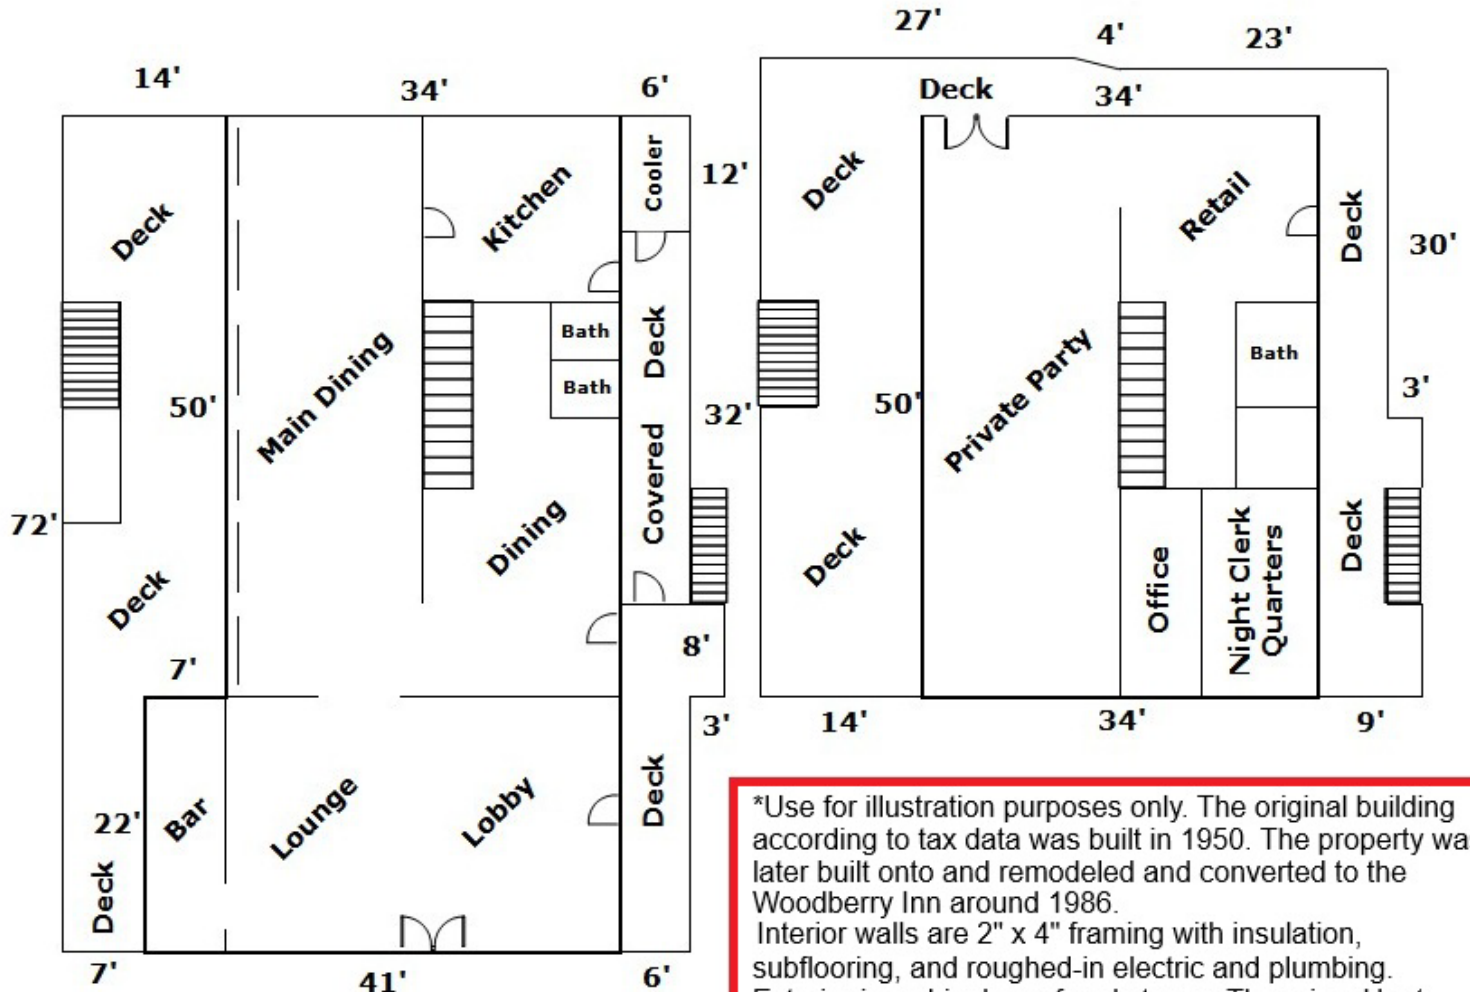 27'
4'
23'
14'
34'
6'
Deck
34'
Cooler
12'
Deck
Kitchen
Deck
Retail
Deck
30'
Bath
Deck
Bath
Main Dining
50'
Covered
32'
Private Party
50'
Bath
3'
72'
Dining
Deck
Deck
Office
Night Clerk
Quarters
Deck
7'
8'
3'
14'
34'
9'
22'
Bar
Lounge
Lobby
Deck
Deck
7'
41'
6'
*Use for illustration purposes only. The original building
according to tax data was built in 1950. The property wa
later built onto and remodeled and converted to the
Woodberry Inn around 1986.
Interior walls are 2" x 4" framing with insulation,
subflooring, and roughed-in electric and plumbing.